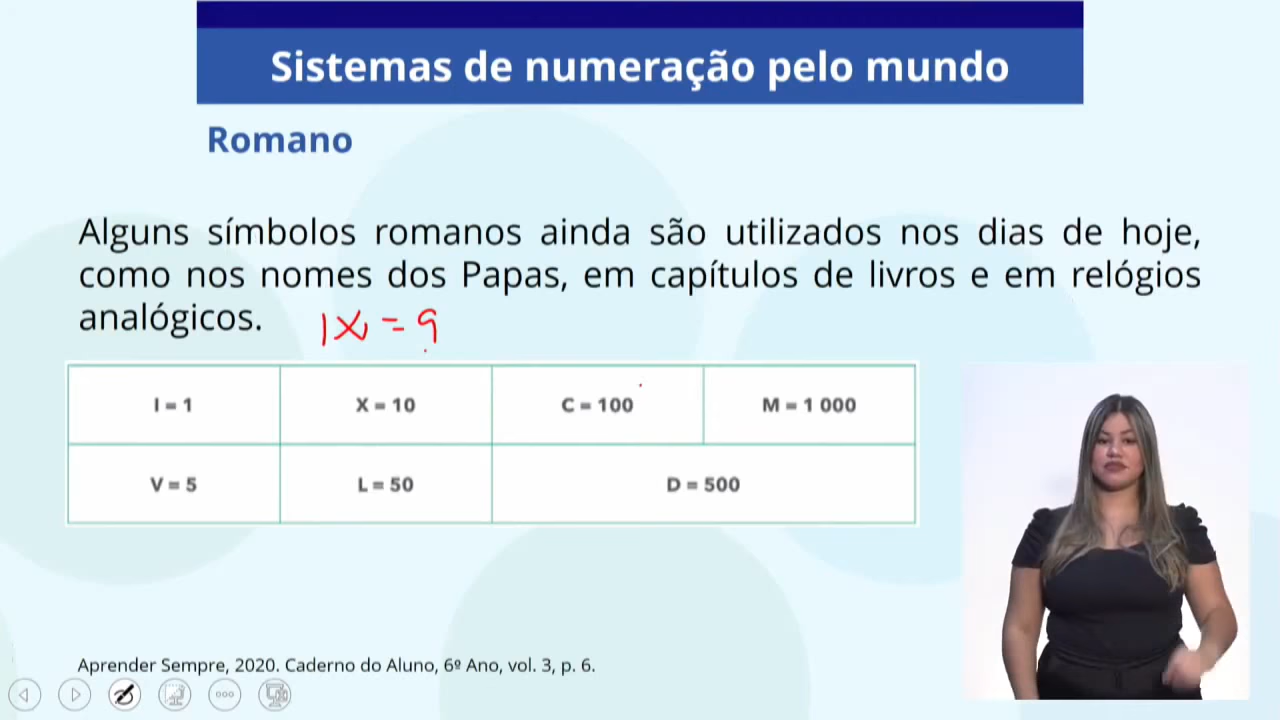 Sistemas de numeração pelo mundo
Romano
Alguns símbolos romanos ainda são utilizados nos dias de hoje,
como nos nomes dos Papas, em capítulos de livros e em relógios
analógicos.
IX = 9
I = 1
X = 10
C = 100
M = 1 000
V = 5
L = 50
D = 500
Aprender Sempre, 2020. Caderno do Aluno, 6º Ano, vol. 3, p. 6.